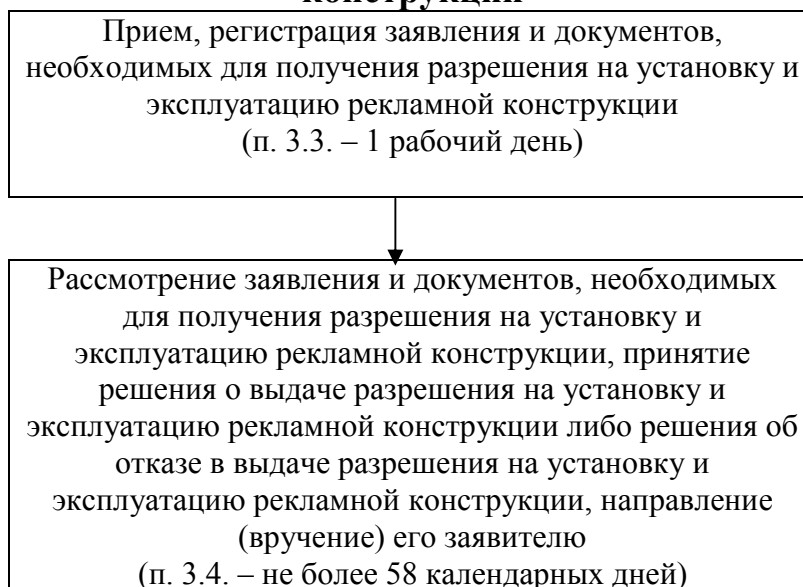 конструкции
Прием, регистрация заявления и документов,
необходимых для получения разрешения на установку и
эксплуатацию рекламной конструкции
(п. 3.3. – 1 рабочий день)
Рассмотрение заявления и документов, необходимых
для получения разрешения на установку и
эксплуатацию рекламной конструкции, принятие
решения о выдаче разрешения на установку и
эксплуатацию рекламной конструкции либо решения об
отказе в выдаче разрешения на установку и
эксплуатацию рекламной конструкции, направление
(вручение) его заявителю
(п. 3.4. – не более 58 календарных дней)